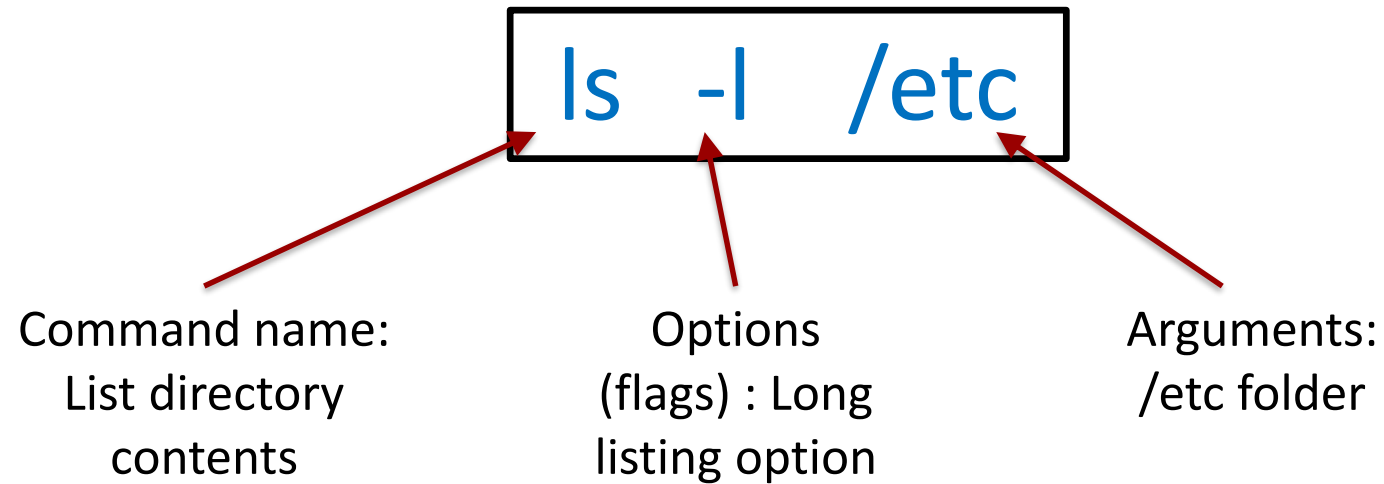 ls -l /etc
Command name:
List directory
contents
Options
(flags) : Long
listing option
Arguments:
/etc folder